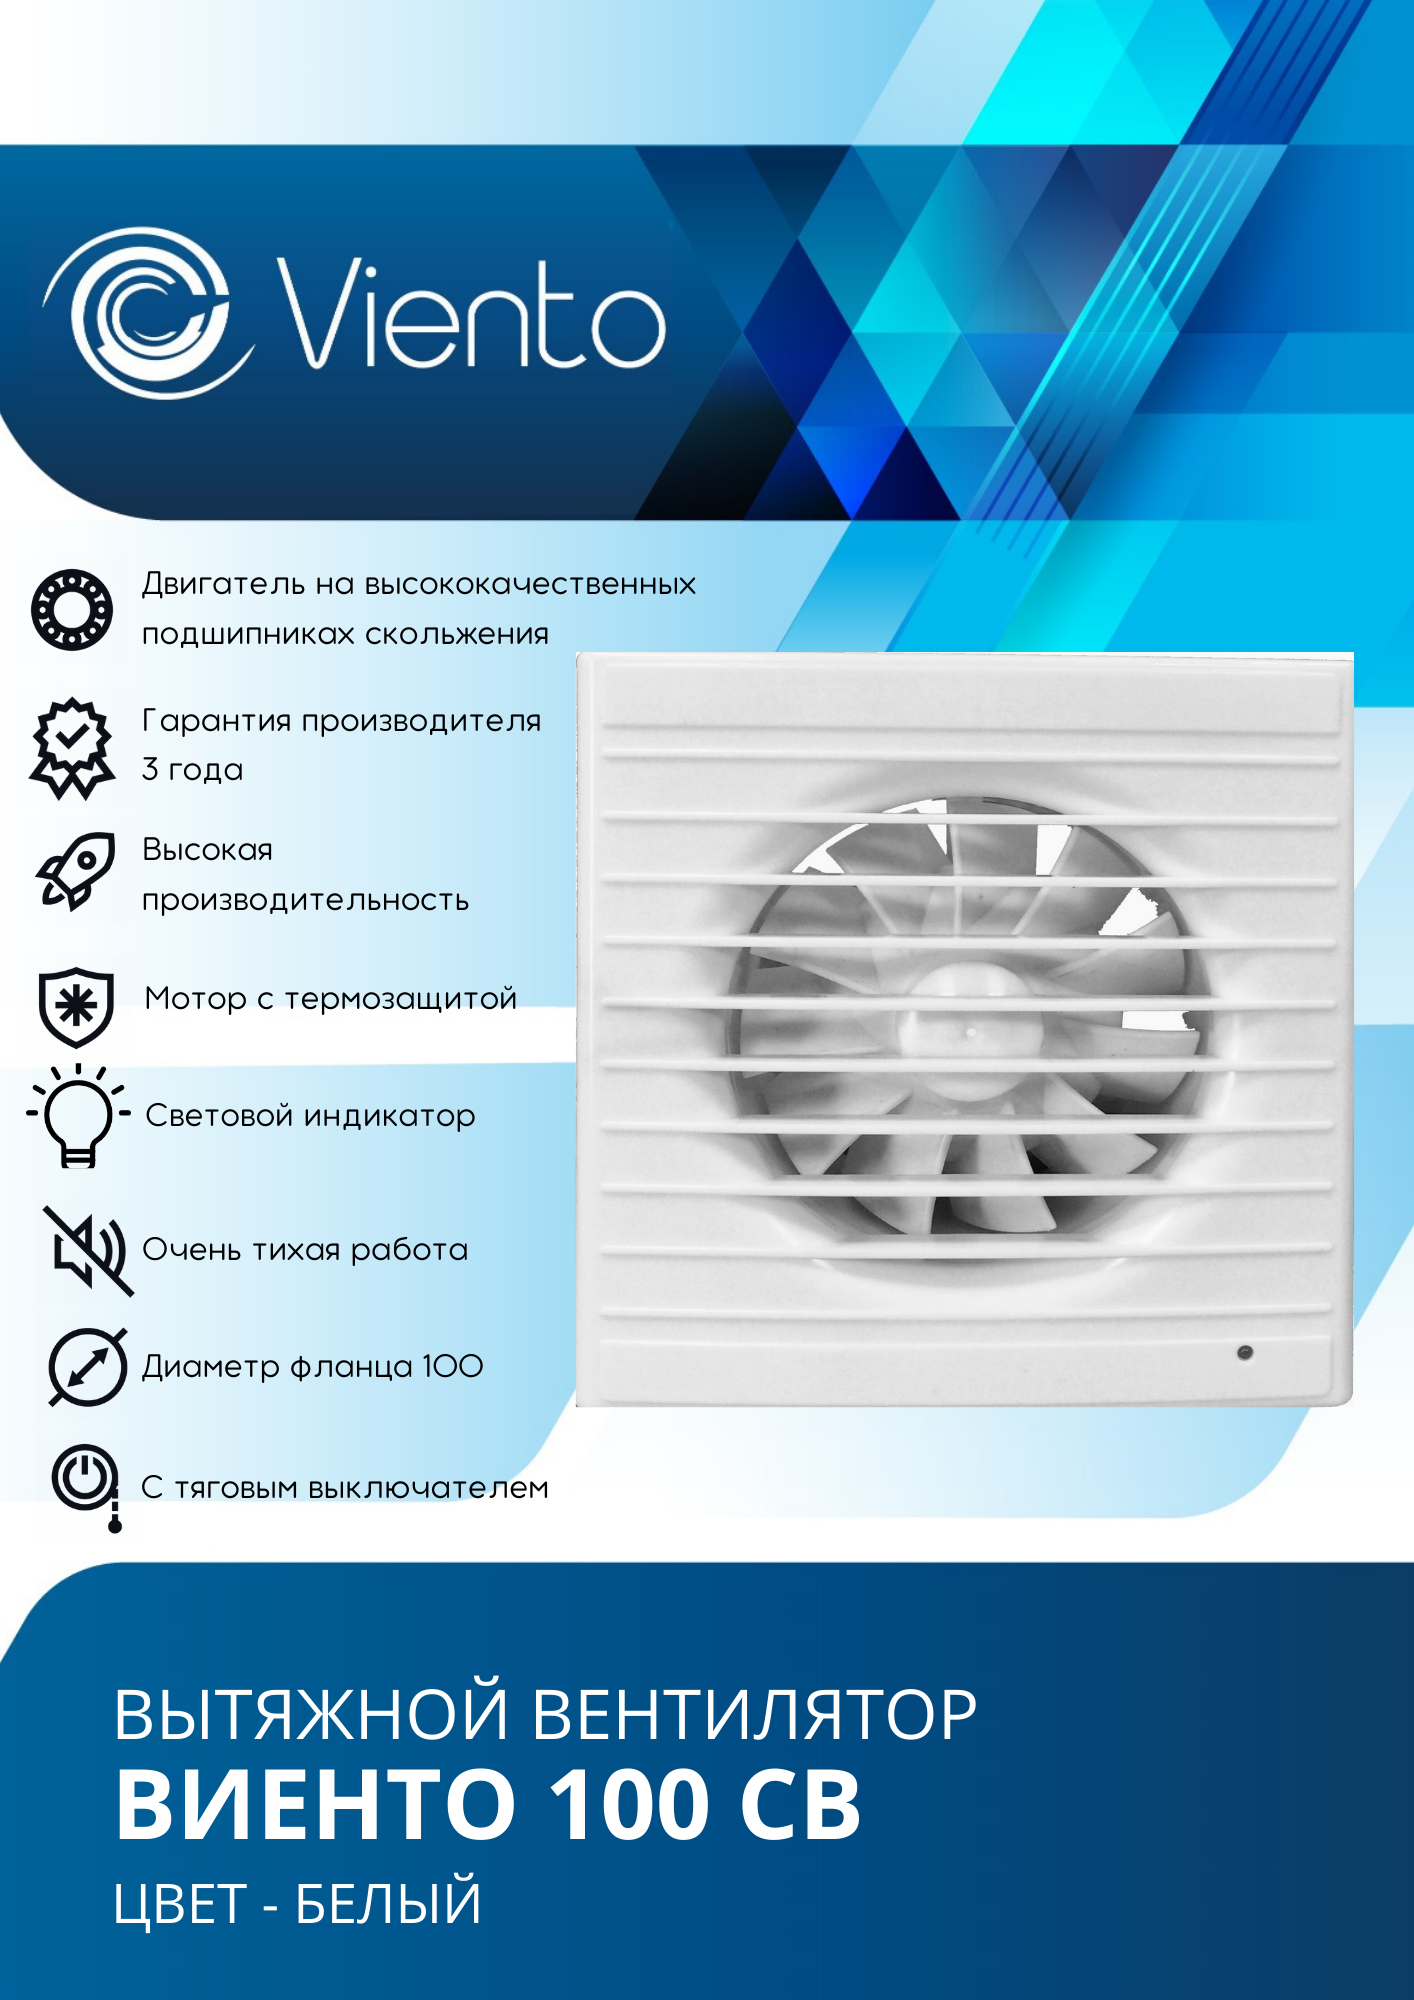 Viento
Двигатель на высококачественных
подшипниках скольжения
Гарантия производителя
3 года
Высокая
производительность
Мотор с термозащитой
Световой индикатор
Очень тихая работа
Диаметр фланца 100
С тяговым выключателем
ВЫТЯЖНОЙ ВЕНТИЛЯТОР
ВИЕНТО 100 СВ
ЦВЕТ - БЕЛЫЙ